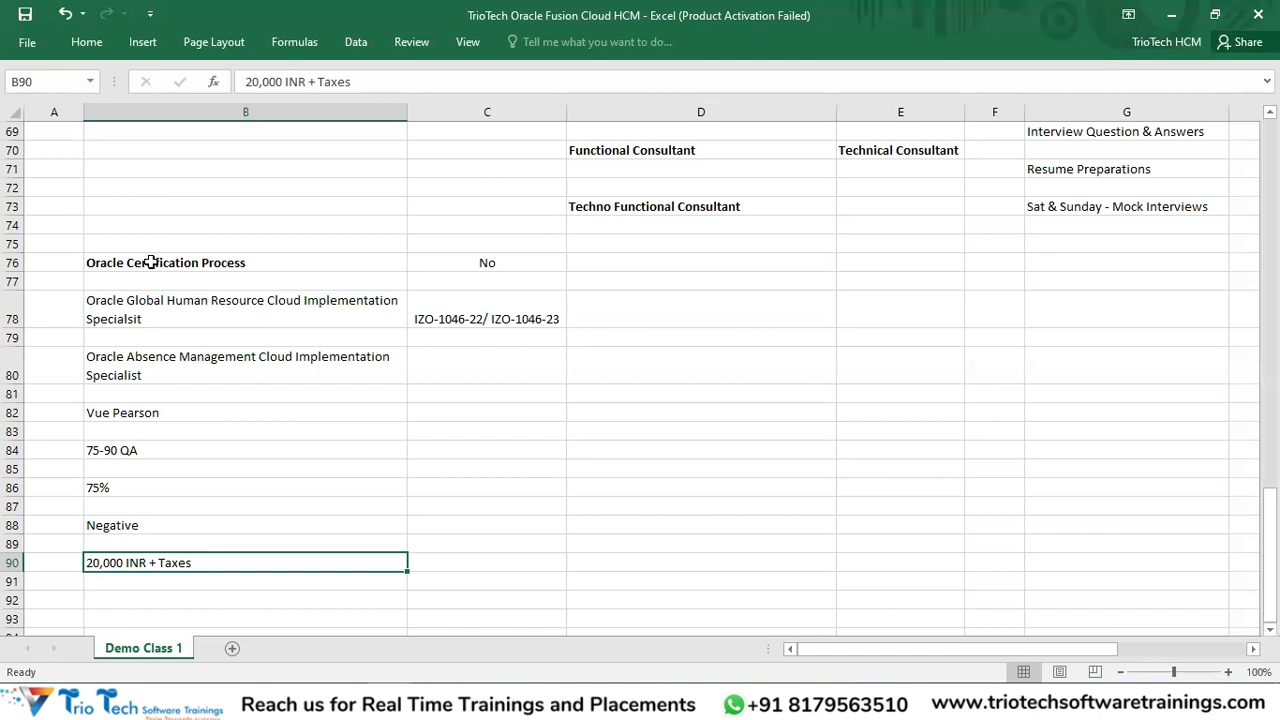 TrioTech Oracle Fusion Cloud HCM - Excel (Product Activation Failed)
File Home Insert Page Layout Formulas Data Review View Tell me what you want to do... TrioTech HCM Share
B90 fx 20,000 INR + Taxes
A B C D E F G
69 Interview Question & Answers
70 Functional Consultant Technical Consultant
71 Resume Preparations
72
73 Techno Functional Consultant Sat & Sunday - Mock Interviews
74
75
76 Oracle Certification Process No
77
Oracle Global Human Resource Cloud Implementation
78 Specialsit IZO-1046-22/ IZO-1046-23
79
Oracle Absence Management Cloud Implementation
80 Specialist
81
82 Vue Pearson
83
84 75-90 QA
85
86 75%
87
88 Negative
89
90 20,000 INR + Taxes
91
92
93
Demo Class 1
Ready 100%
Trio Tech Software Trainings Reach us for Real Time Trainings and Placements +91 8179563510 www.triotechsoftwaretrainings.com